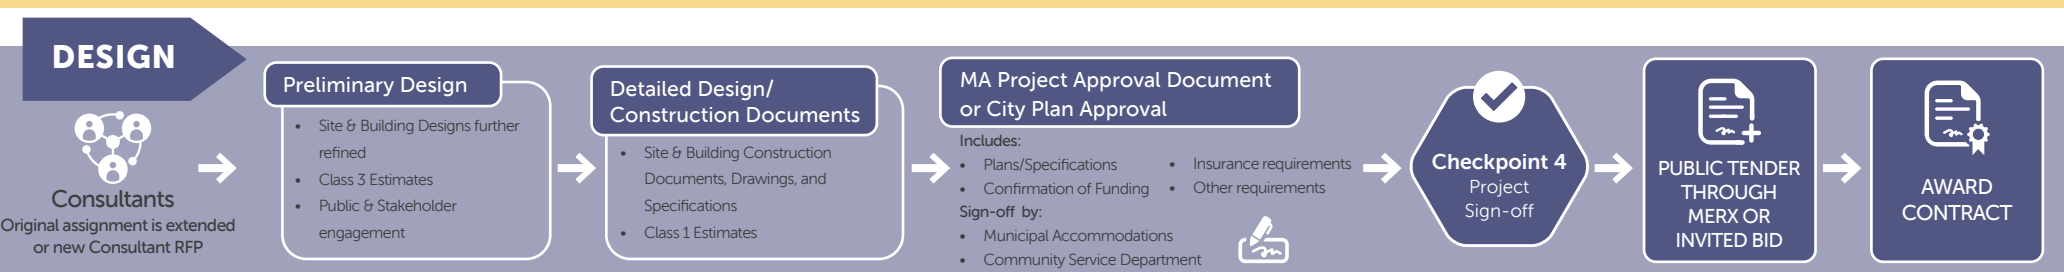 DESIGN
Consultants
Original assignment is extended
or new Consultant RFP
Preliminary Design
• Site & Building Designs further
refined
• Class 3 Estimates
• Public & Stakeholder
engagement
Detailed Design/
Construction Documents
• Site & Building Construction
Documents, Drawings, and
Specifications
• Class 1 Estimates
MA Project Approval Document
or City Plan Approval
Includes:
• Plans/Specifications
• Confirmation of Funding
• Insurance requirements
• Other requirements
Sign-off by:
• Municipal Accommodations
• Community Service Department
Checkpoint 4
Project
Sign-off
PUBLIC TENDER
THROUGH
MERX OR
INVITED BID
AWARD
CONTRACT